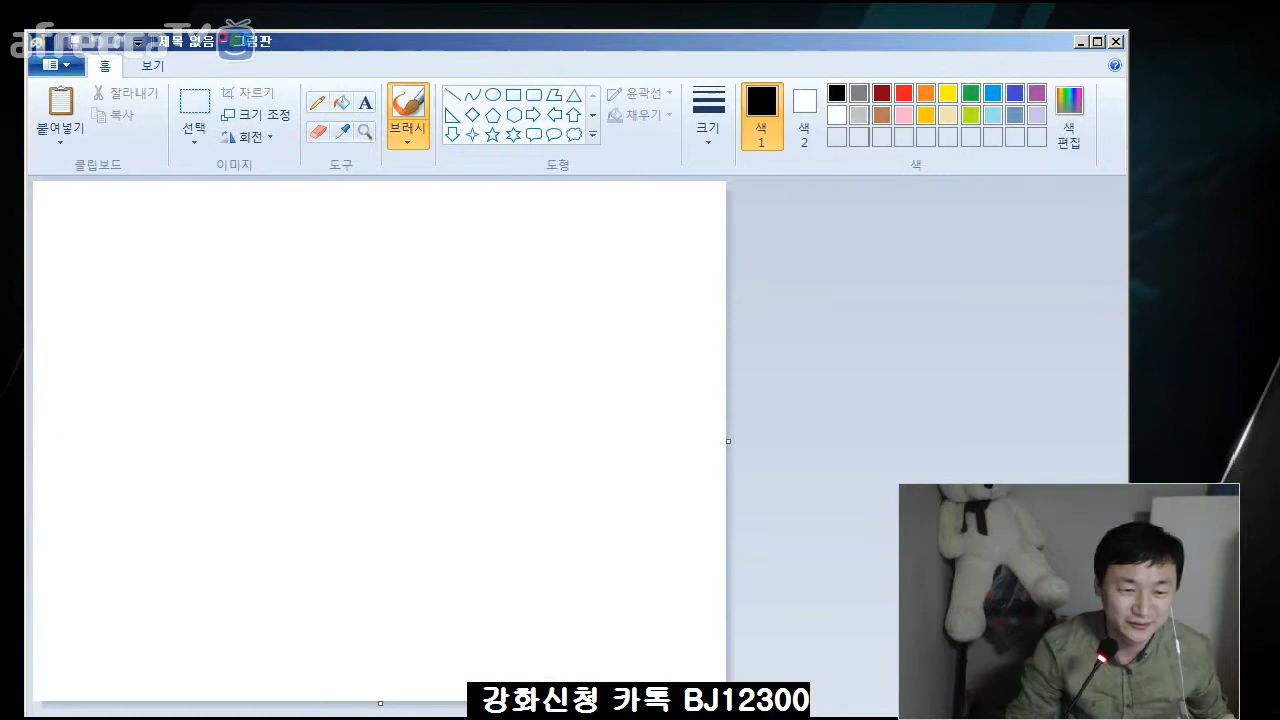 afreecaTV
제목 없음 - 그림판
홈
보기
붙여넣기
잘라내기
복사
클립보드
선택
자르기
크기 조정
회전
이미지
A
도구
브러시
도형
윤곽선
채우기
크기
색
1
색
2
색
편집
색
강화신청 카톡 BJ12300